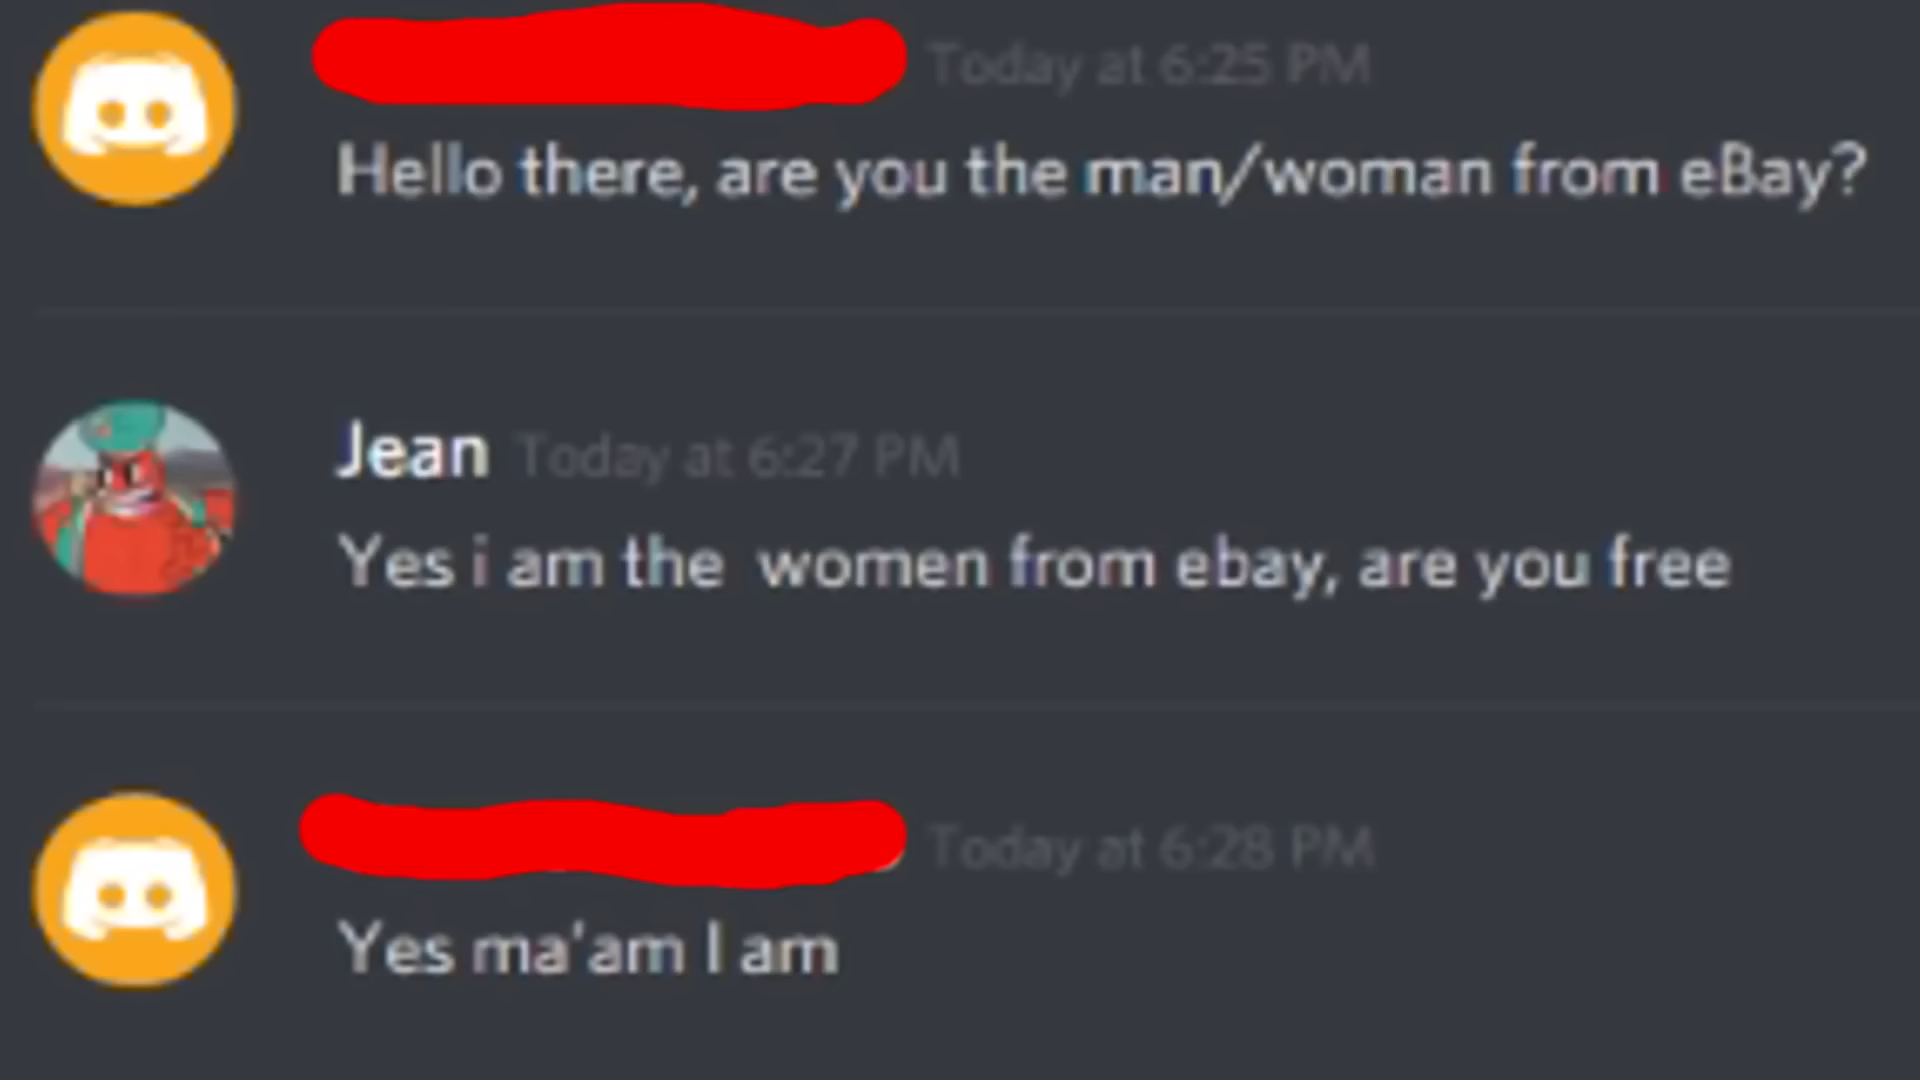 Today at 6:25 PM
Hello there, are you the man/woman from eBay?
Jean Today at 6:27 PM
Yes i am the  women from ebay, are you free
Today at 6:28 PM
Yes ma'am I am